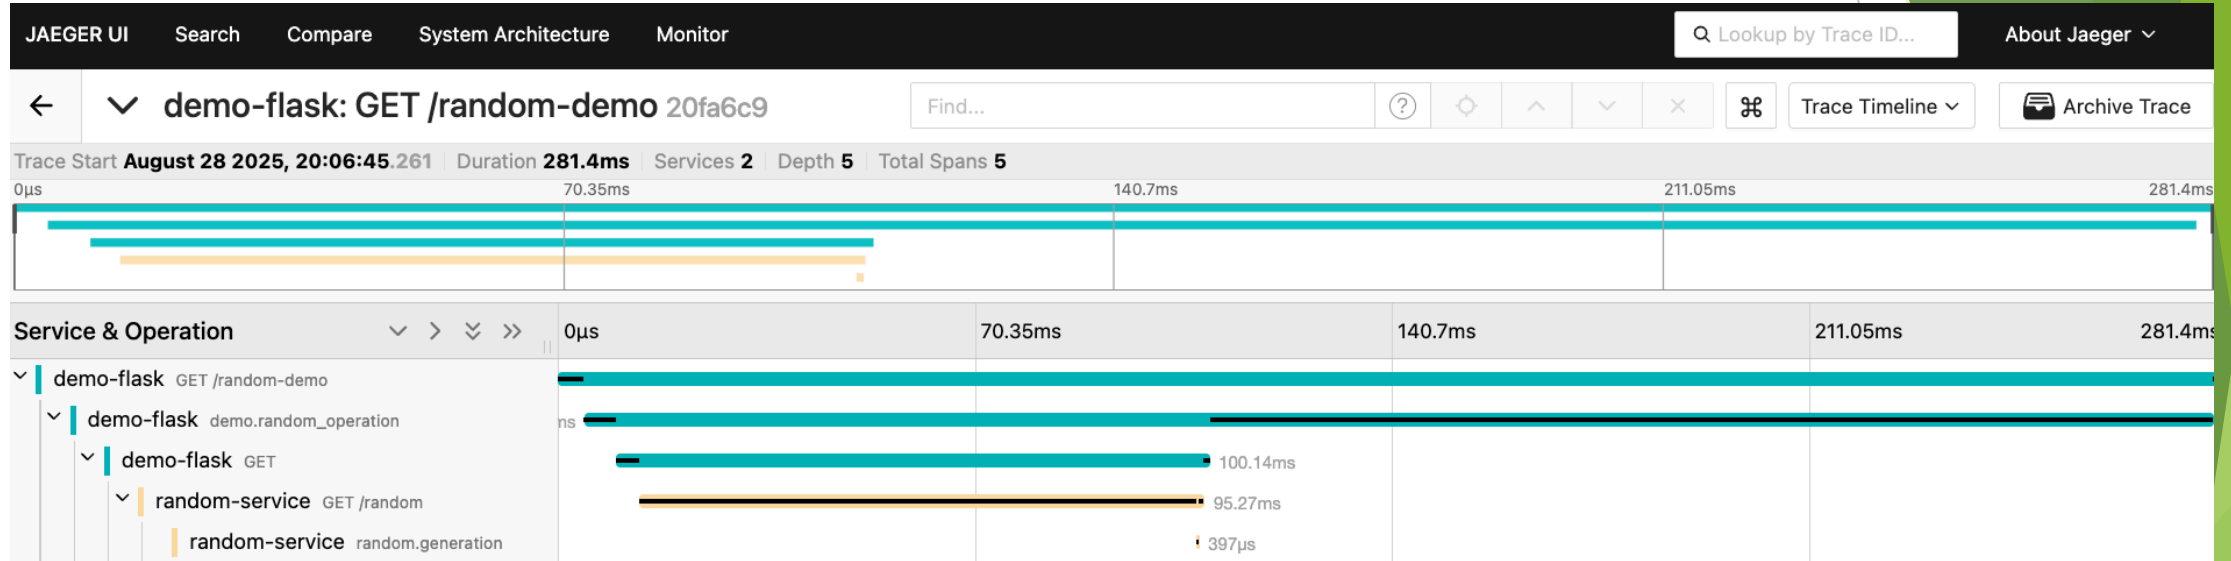 JAEGER UI Search Compare System Architecture Monitor Lookup by Trace ID... About Jaeger
demo-flask: GET /random-demo 20fa6c9 Find... Trace Timeline Archive Trace
Trace Start August 28 2025, 20:06:45.261 Duration 281.4ms Services 2 Depth 5 Total Spans 5
0μs 70.35ms 140.7ms 211.05ms 281.4ms
Service & Operation 0μs 70.35ms 140.7ms 211.05ms 281.4ms
demo-flask GET /random-demo
demo-flask demo.random_operation ms
demo-flask GET 100.14ms
random-service GET /random 95.27ms
random-service random.generation 397μs